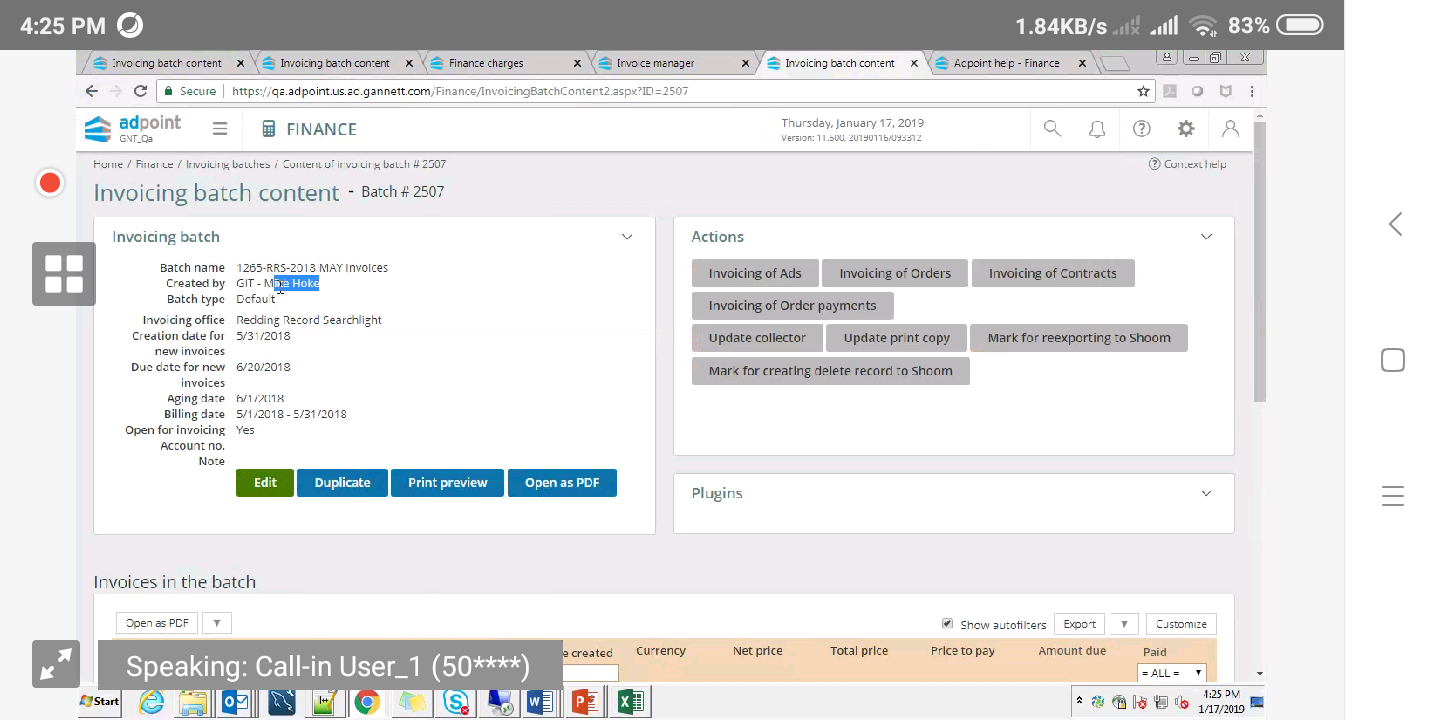 4:25 PM
1.84KB/s 83%
Invoicing batch content
Invoicing batch content
Finance charges
Invoice manager
Invoicing batch content
Adpoint help - Finance
Secure https://qa.adpoint.us.ad.gannett.com/Finance/InvoicingBatchContent2.aspx?ID=2507
adpoint
GNT_Qa
FINANCE
Thursday, January 17, 2019
Version: 11.500, 20190116/093312
Home / Finance / Invoicing batches / Content of invoicing batch # 2507
Context help
Invoicing batch content - Batch # 2507
Invoicing batch
Batch name 1265-RRS-2018 MAY Invoices
Created by GIT - Hoke
Batch type Default
Invoicing office Redding Record Searchlight
Creation date for new invoices 5/31/2018
Due date for new invoices 6/20/2018
Aging date 6/1/2018
Billing date 5/1/2018 - 5/31/2018
Open for invoicing Yes
Account no.
Note
Edit
Duplicate
Print preview
Open as PDF
Actions
Invoicing of Ads
Invoicing of Orders
Invoicing of Contracts
Invoicing of Order payments
Update collector
Update print copy
Mark for reexporting to Shoom
Mark for creating delete record to Shoom
Plugins
Invoices in the batch
Open as PDF
Show autofilters
Export
Customize
created
Currency
Net price
Total price
Price to pay
Amount due
Paid
= ALL =
Speaking: Call-in User_1 (50****)
Start
4:25 PM
1/17/2019